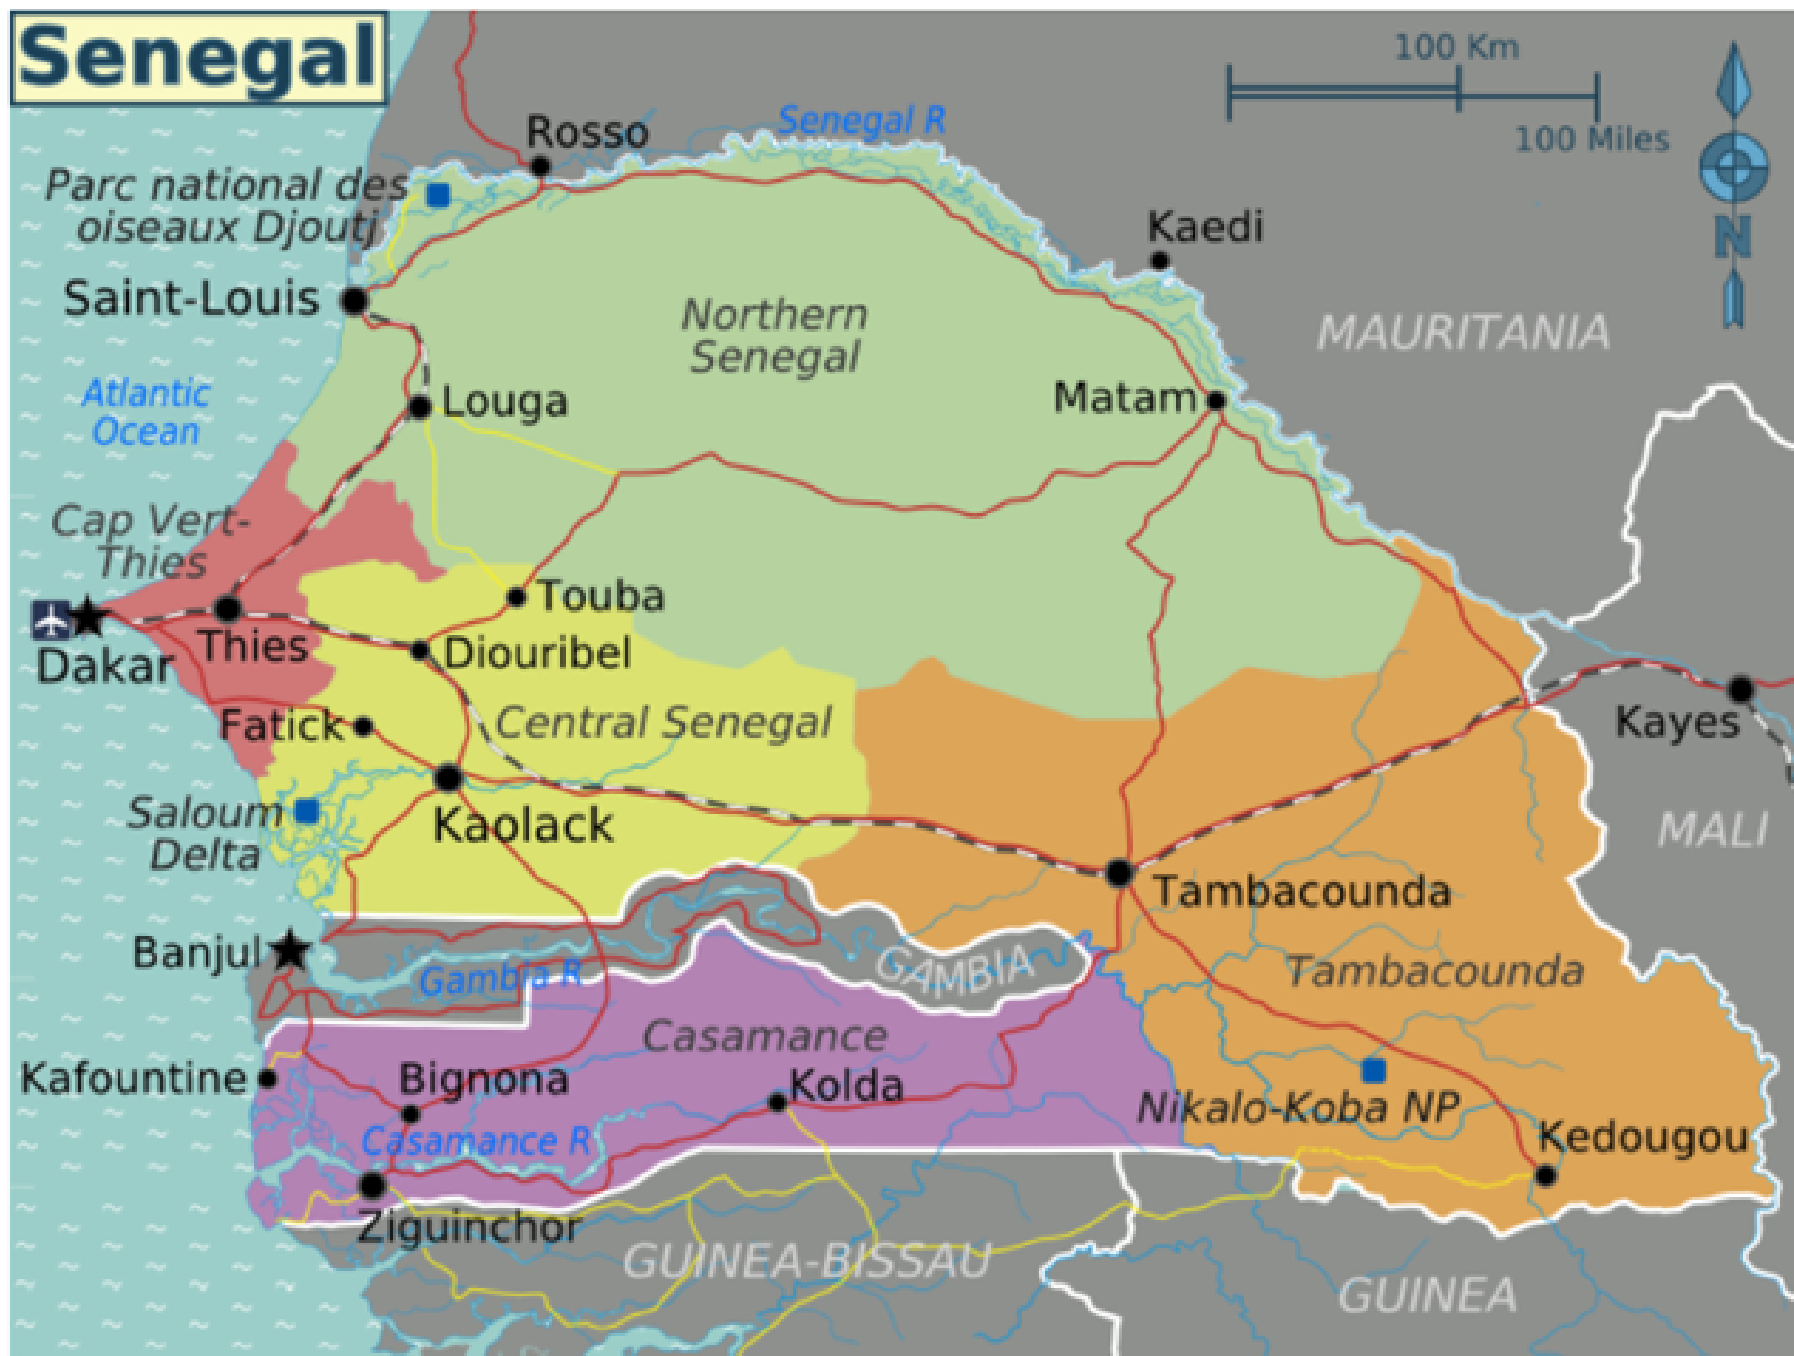 Senegal
100 Km
100 Miles
N
Senegal R
Rosso
Parc national des
oiseaux Djoutj
Kaedi
Saint-Louis
Northern
Senegal
MAURITANIA
Atlantic
Ocean
Louga
Matam
Cap Vert-
Thies
Touba
Dakar
Thies
Diouribel
Fatick
Central Senegal
Kayes
Saloum
Delta
Kaolack
MALI
Tambacounda
Banjul
Gambia R
GAMBIA
Tambacounda
Casamance
Kafountine
Bignona
Kolda
Nikalo-Koba NP
Casamance R
Kedougou
Ziguinchor
GUINEA-BISSAU
GUINEA